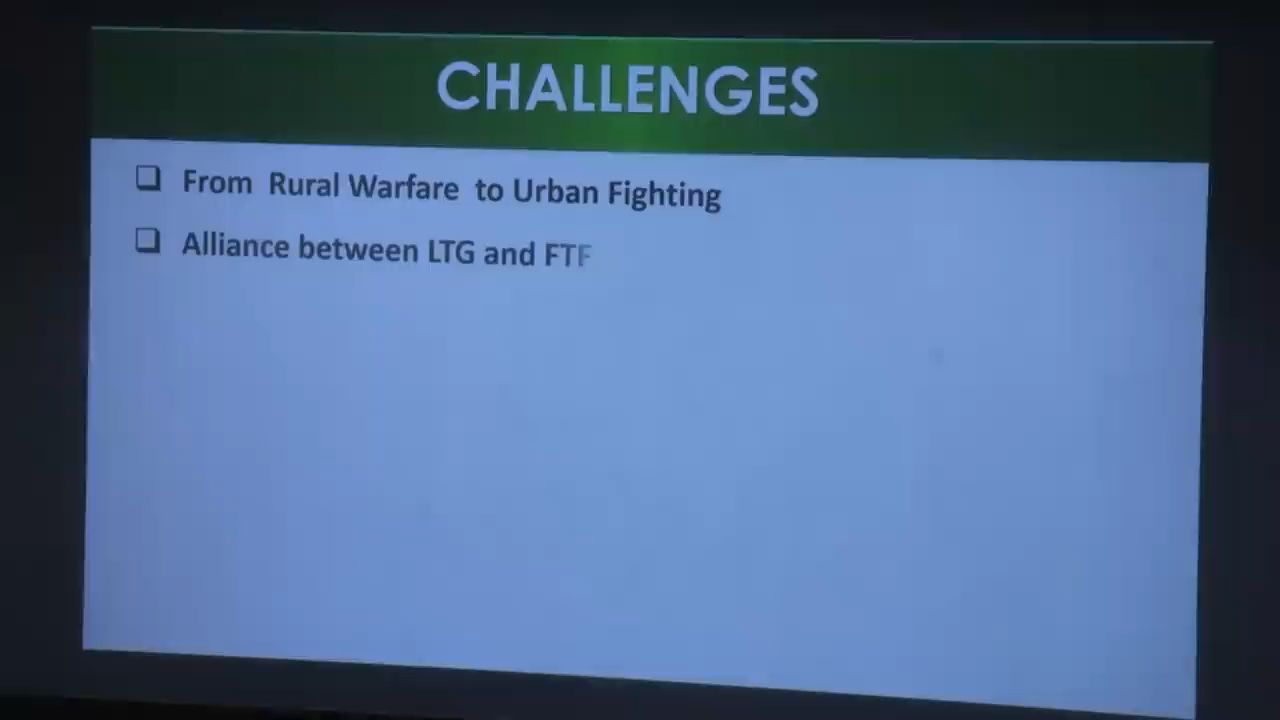 CHALLENGES
❑ From Rural Warfare to Urban Fighting
❑ Alliance between LTG and FTF